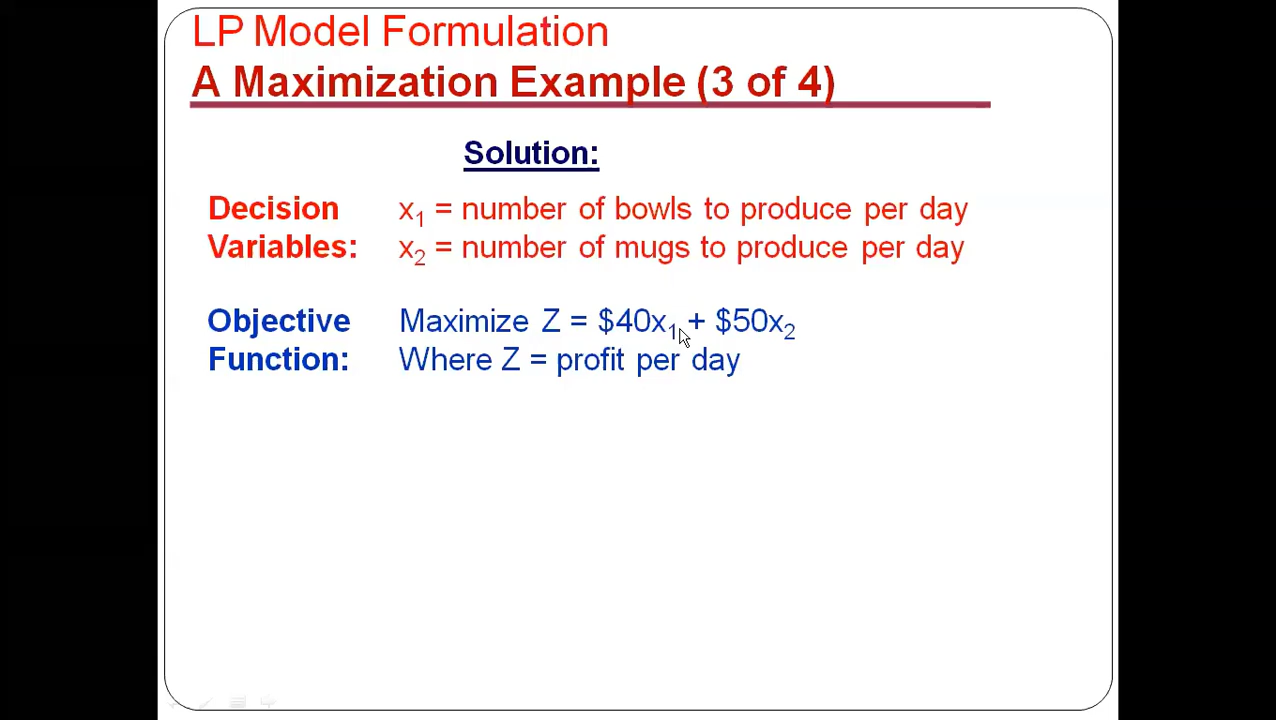 LP Model Formulation
A Maximization Example (3 of 4)
Solution:
Decision x₁ = number of bowls to produce per day
Variables: x₂ = number of mugs to produce per day
Objective Maximize Z = $40x₁ + $50x₂
Function: Where Z = profit per day